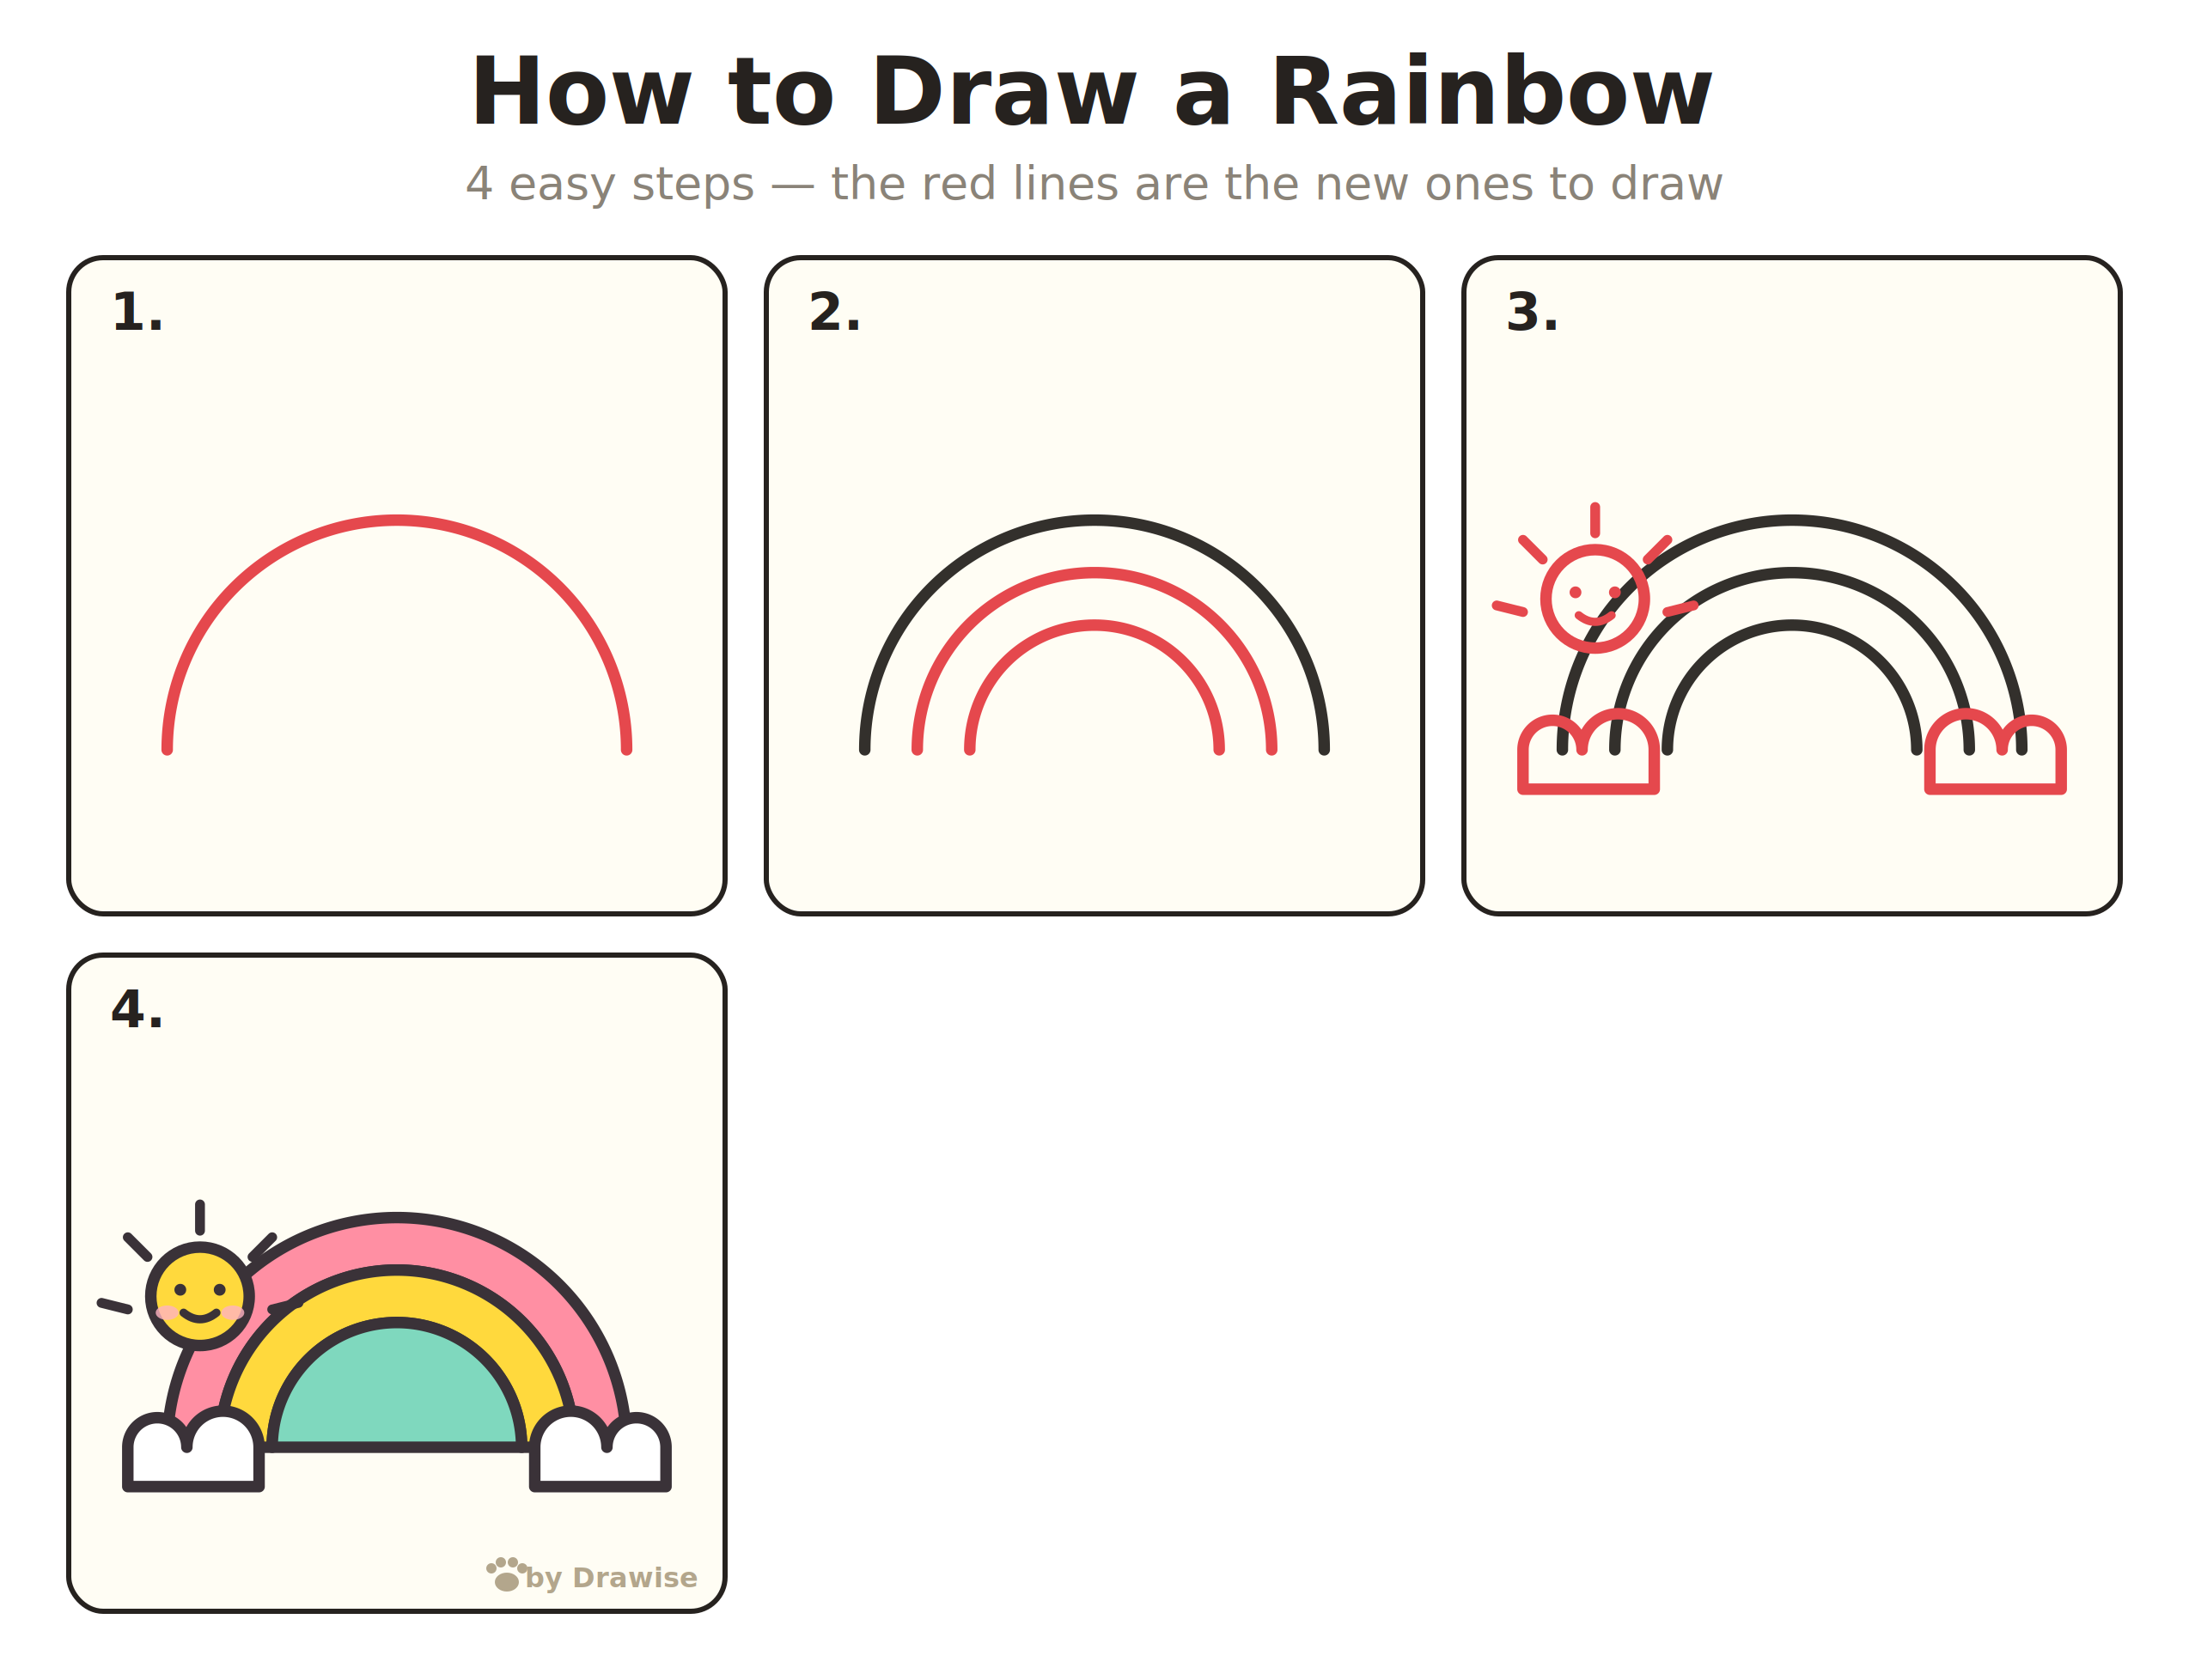 How to Draw a Rainbow
4 easy steps — the red lines are the new ones to draw
1.
2.
3.
4.
by Drawise